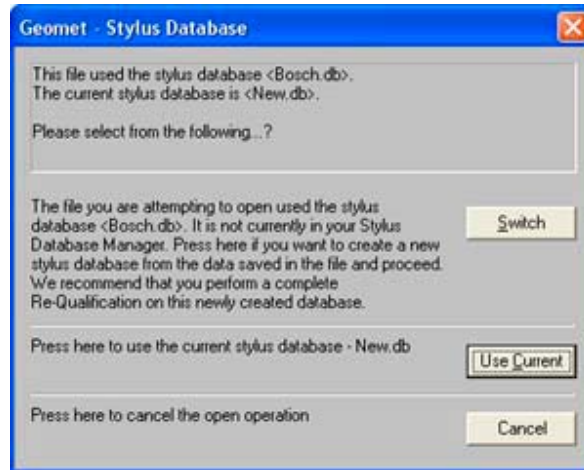 Geomet - Stylus Database
This file used the stylus database <Bosch.db>.
The current stylus database is <New.db>.
Please select from the following...?
The file you are attempting to open used the stylus
database <Bosch.db>. It is not currently in your Stylus
Database Manager. Press here if you want to create a new
stylus database from the data saved in the file and proceed.
We recommend that you perform a complete
Re-Qualification on this newly created database.
Switch
Press here to use the current stylus database - New.db
Use Current
Press here to cancel the open operation
Cancel